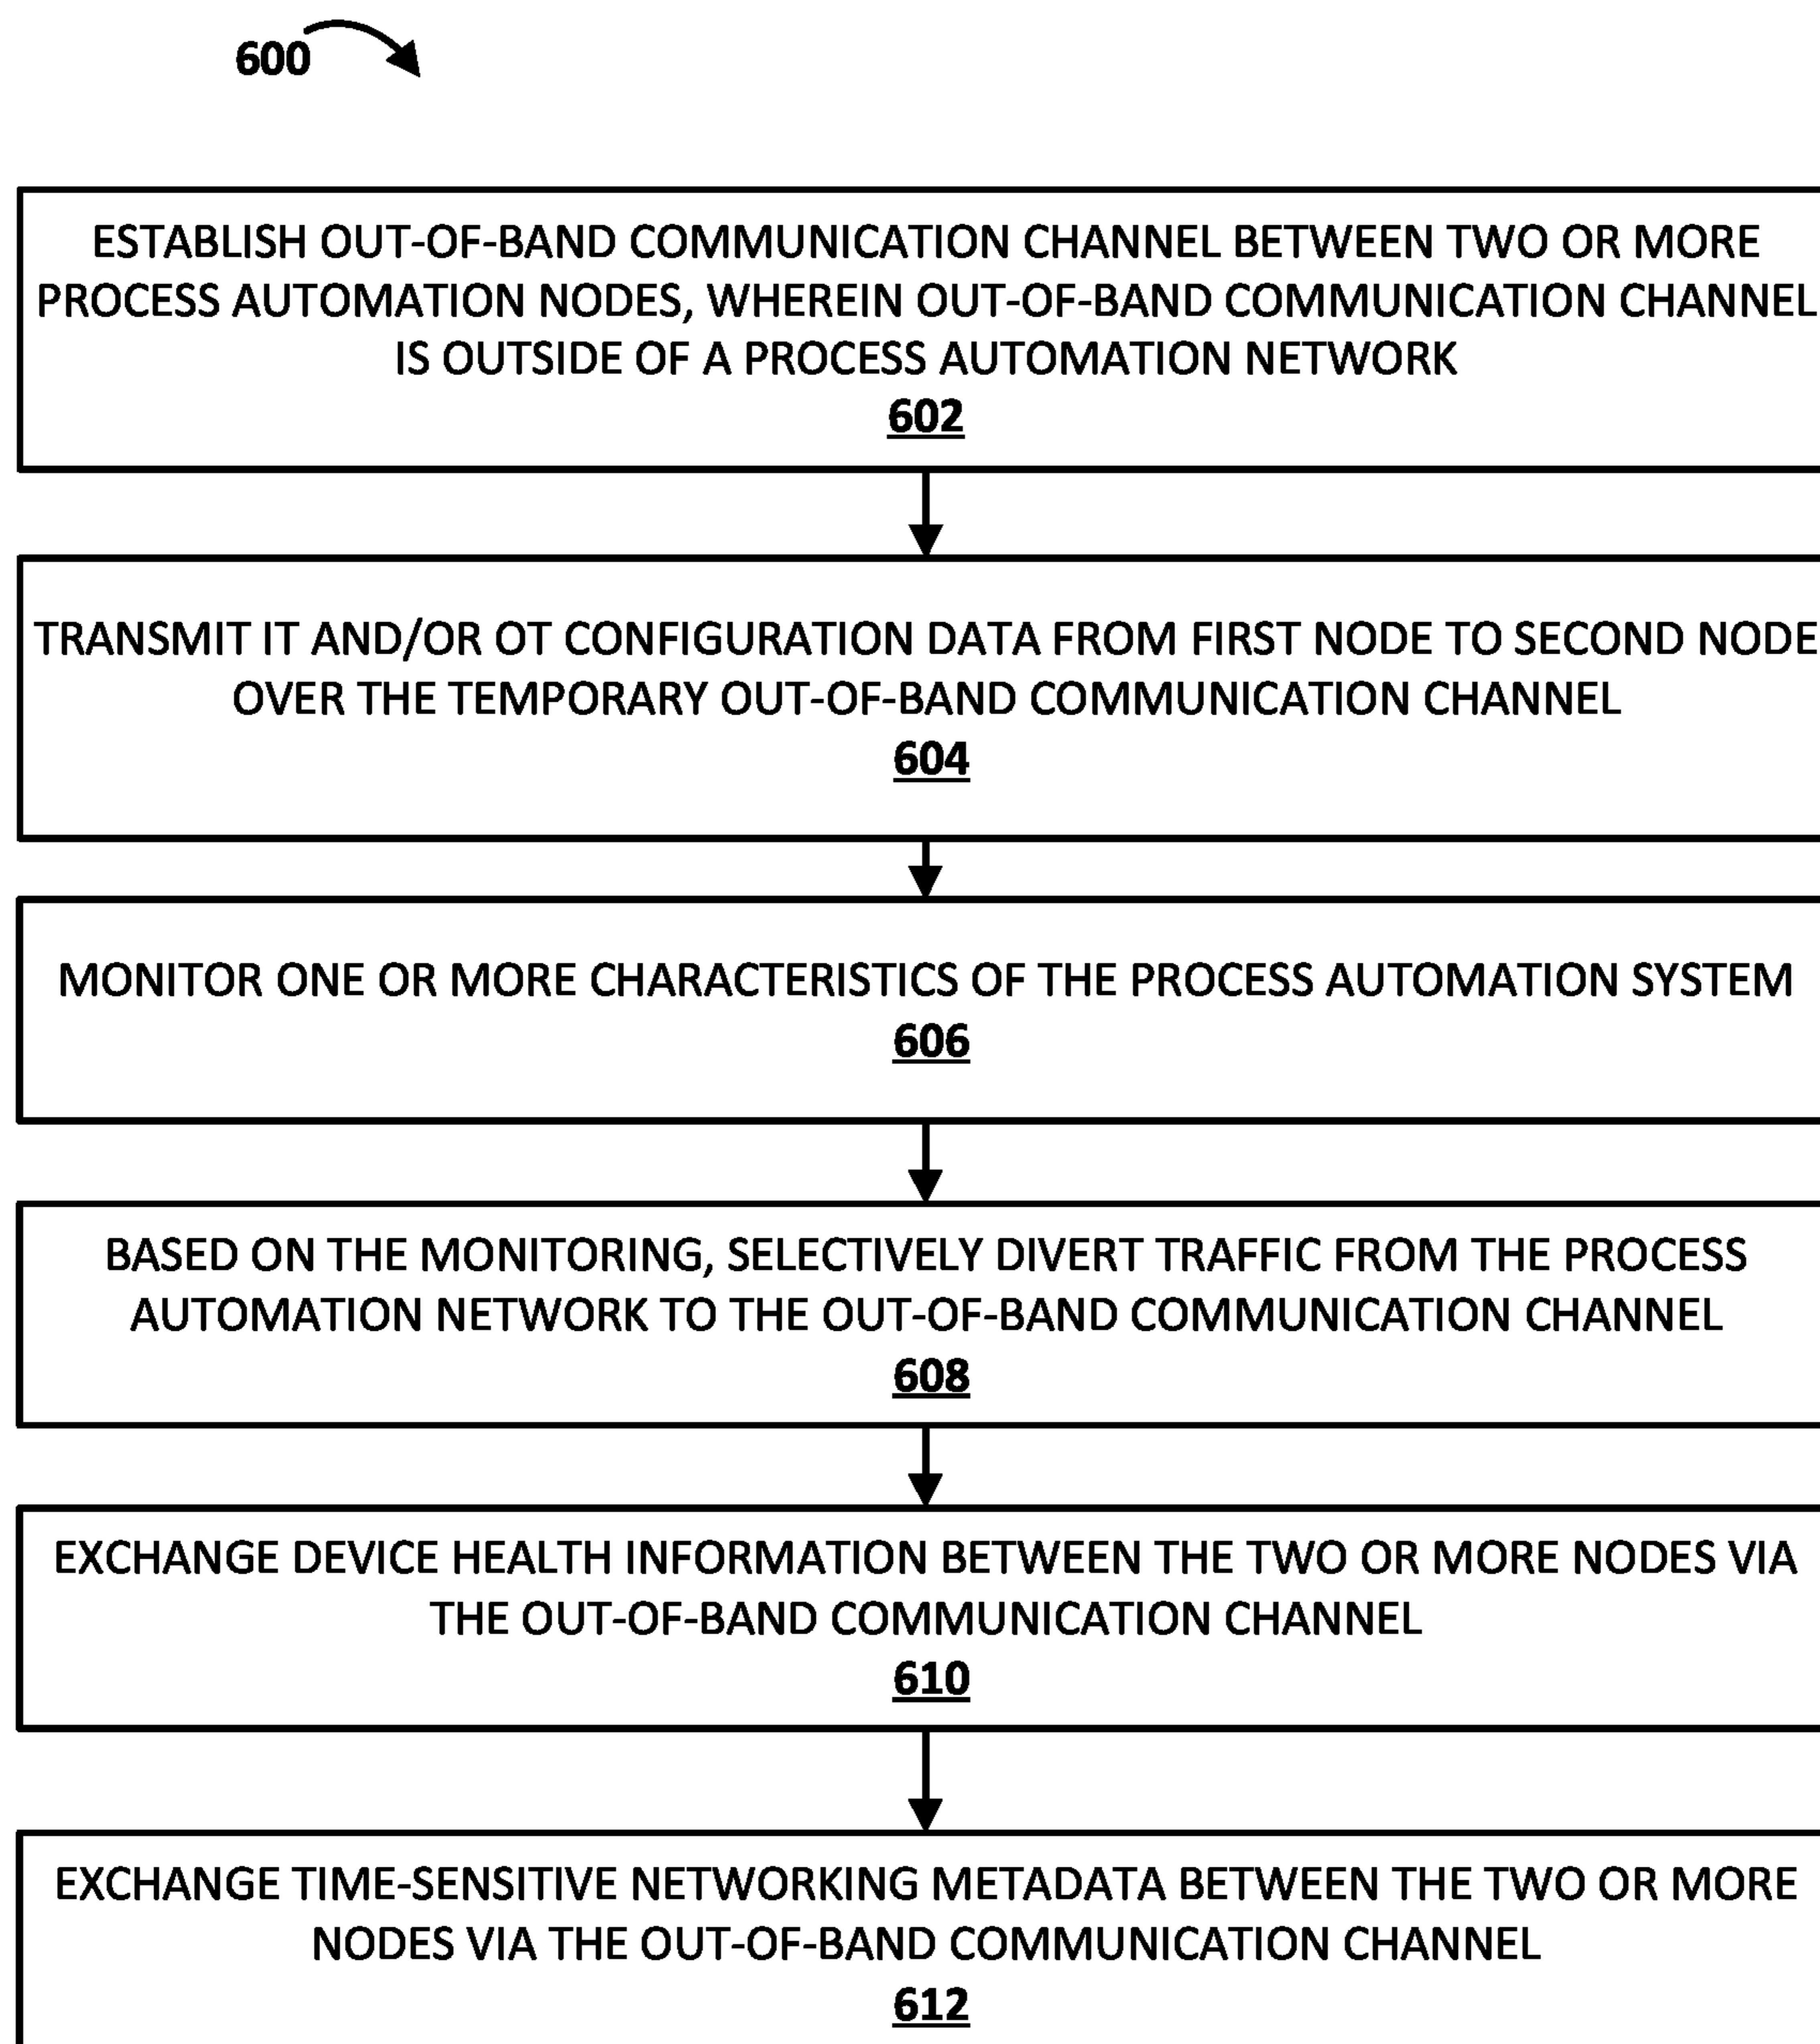 600
ESTABLISH OUT-OF-BAND COMMUNICATION CHANNEL BETWEEN TWO OR MORE
PROCESS AUTOMATION NODES, WHEREIN OUT-OF-BAND COMMUNICATION CHANNEL
IS OUTSIDE OF A PROCESS AUTOMATION NETWORK
602
TRANSMIT IT AND/OR OT CONFIGURATION DATA FROM FIRST NODE TO SECOND NODE
OVER THE TEMPORARY OUT-OF-BAND COMMUNICATION CHANNEL
604
MONITOR ONE OR MORE CHARACTERISTICS OF THE PROCESS AUTOMATION SYSTEM
606
BASED ON THE MONITORING, SELECTIVELY DIVERT TRAFFIC FROM THE PROCESS
AUTOMATION NETWORK TO THE OUT-OF-BAND COMMUNICATION CHANNEL
608
EXCHANGE DEVICE HEALTH INFORMATION BETWEEN THE TWO OR MORE NODES VIA
THE OUT-OF-BAND COMMUNICATION CHANNEL
610
EXCHANGE TIME-SENSITIVE NETWORKING METADATA BETWEEN THE TWO OR MORE
NODES VIA THE OUT-OF-BAND COMMUNICATION CHANNEL
612